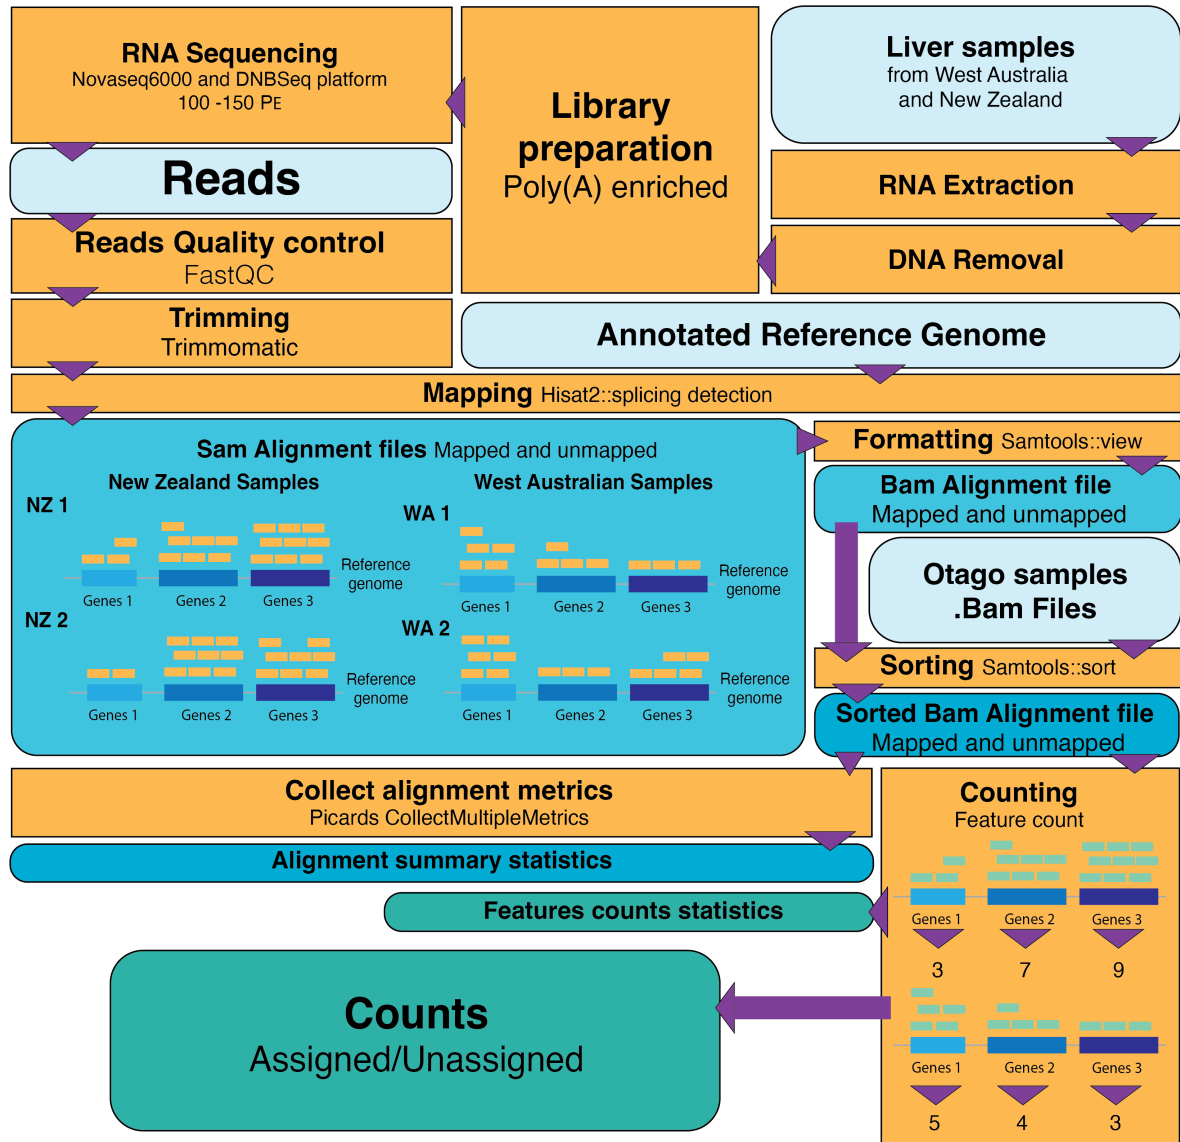 RNA Sequencing
Novaseq6000 and DNBSeq platform
100 -150 PE
Library
preparation
Poly(A) enriched
Liver samples
from West Australia
and New Zealand
Reads
RNA Extraction
Reads Quality control
FastQC
DNA Removal
Trimming
Trimmomatic
Annotated Reference Genome
Mapping Hisat2::splicing detection
Sam Alignment files Mapped and unmapped
New Zealand Samples
West Australian Samples
NZ 1
Reference
genome
Genes 1
Genes 2
Genes 3
WA 1
Reference
genome
Genes 1
Genes 2
Genes 3
NZ 2
Reference
genome
Genes 1
Genes 2
Genes 3
WA 2
Reference
genome
Genes 1
Genes 2
Genes 3
Formatting Samtools::view
Bam Alignment file
Mapped and unmapped
Otago samples
.Bam Files
Sorting Samtools::sort
Sorted Bam Alignment file
Mapped and unmapped
Collect alignment metrics
Picards CollectMultipleMetrics
Alignment summary statistics
Counting
Feature count
Genes 1
Genes 2
Genes 3
3
7
9
Genes 1
Genes 2
Genes 3
5
4
3
Features counts statistics
Counts
Assigned/Unassigned